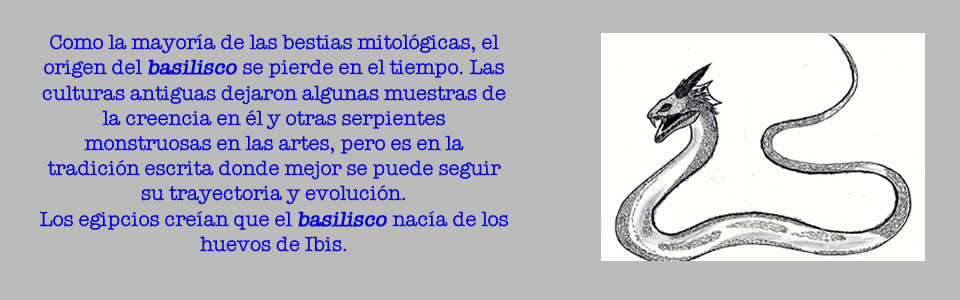 Como la mayoría de las bestias mitológicas, el
origen del basilisco se pierde en el tiempo. Las
culturas antiguas dejaron algunas muestras de
la creencia en él y otras serpientes
monstruosas en las artes, pero es en la
tradición escrita donde mejor se puede seguir
su trayectoria y evolución.
Los egipcios creían que el basilisco nacía de los
huevos de Ibis.